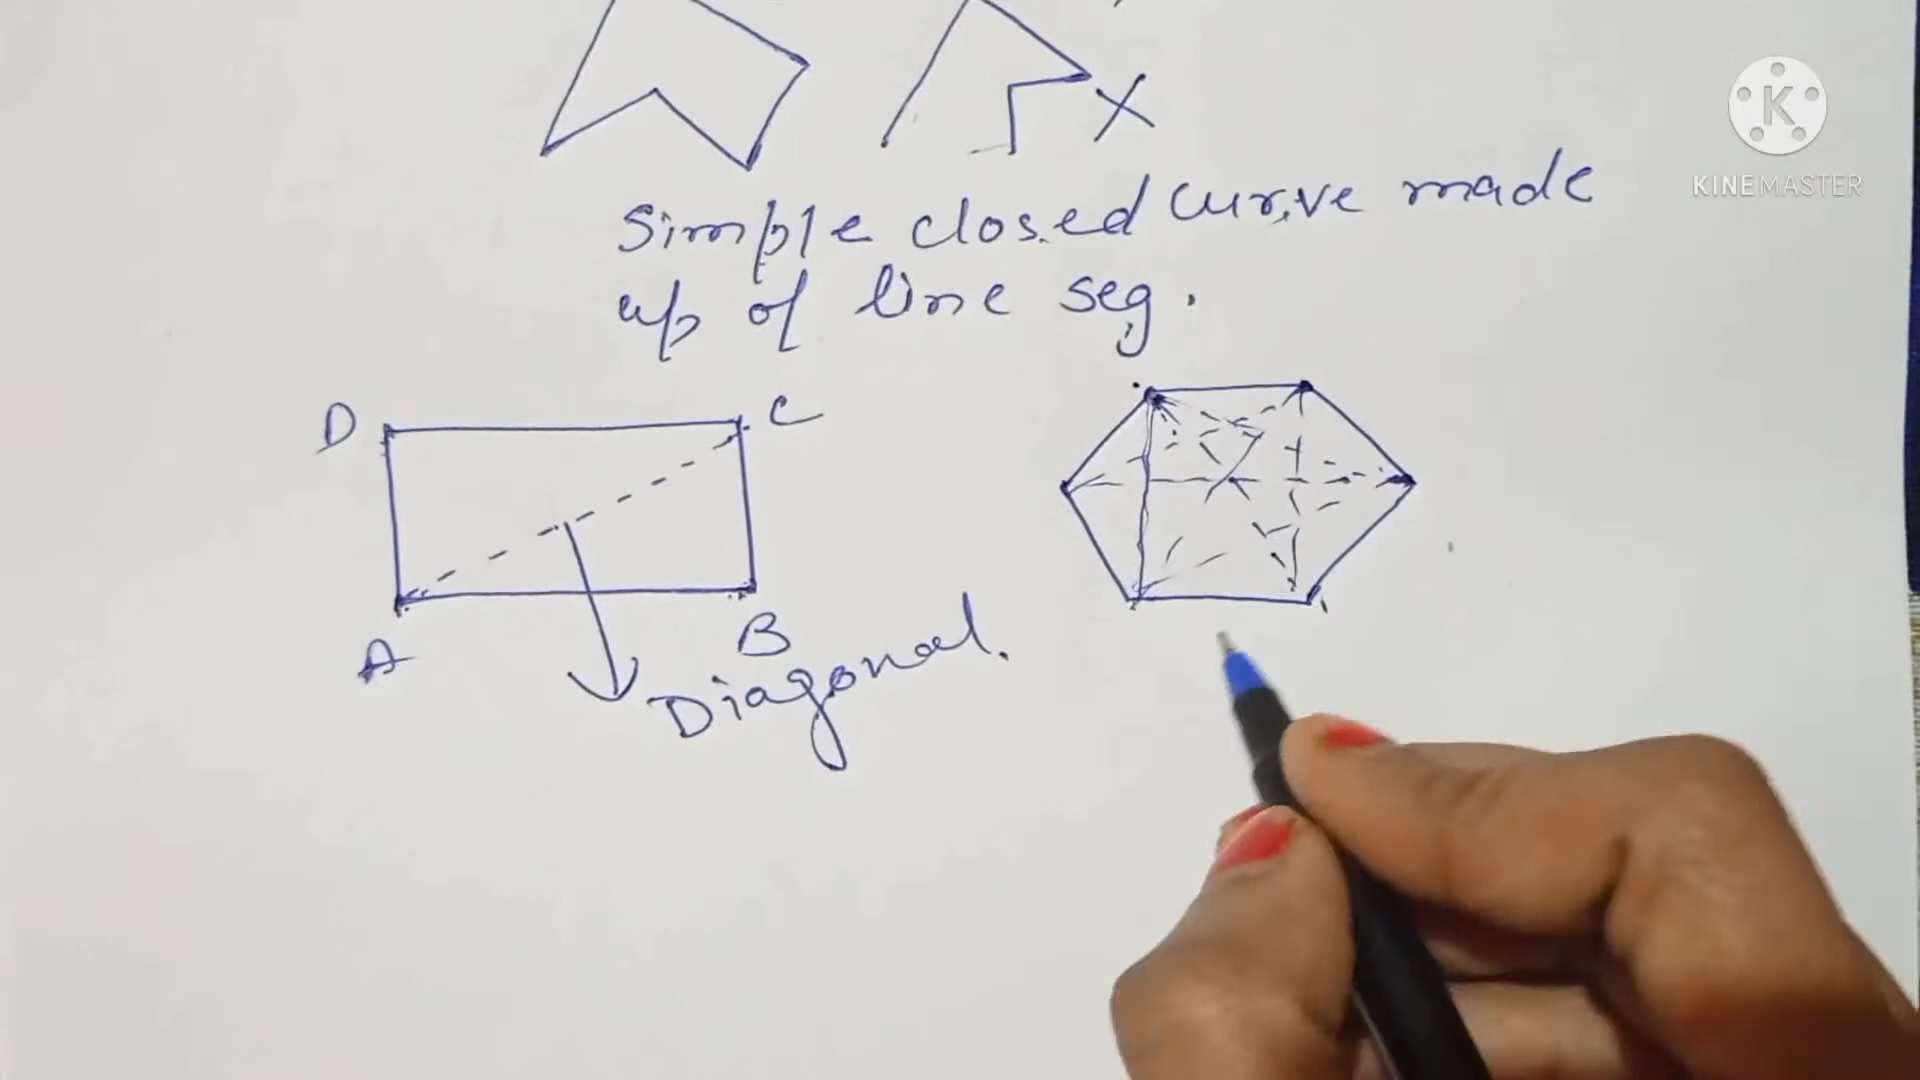 X
KINEMASTER
Simple closed curve made
up of line seg.
D
C
A
B
Diagonal.